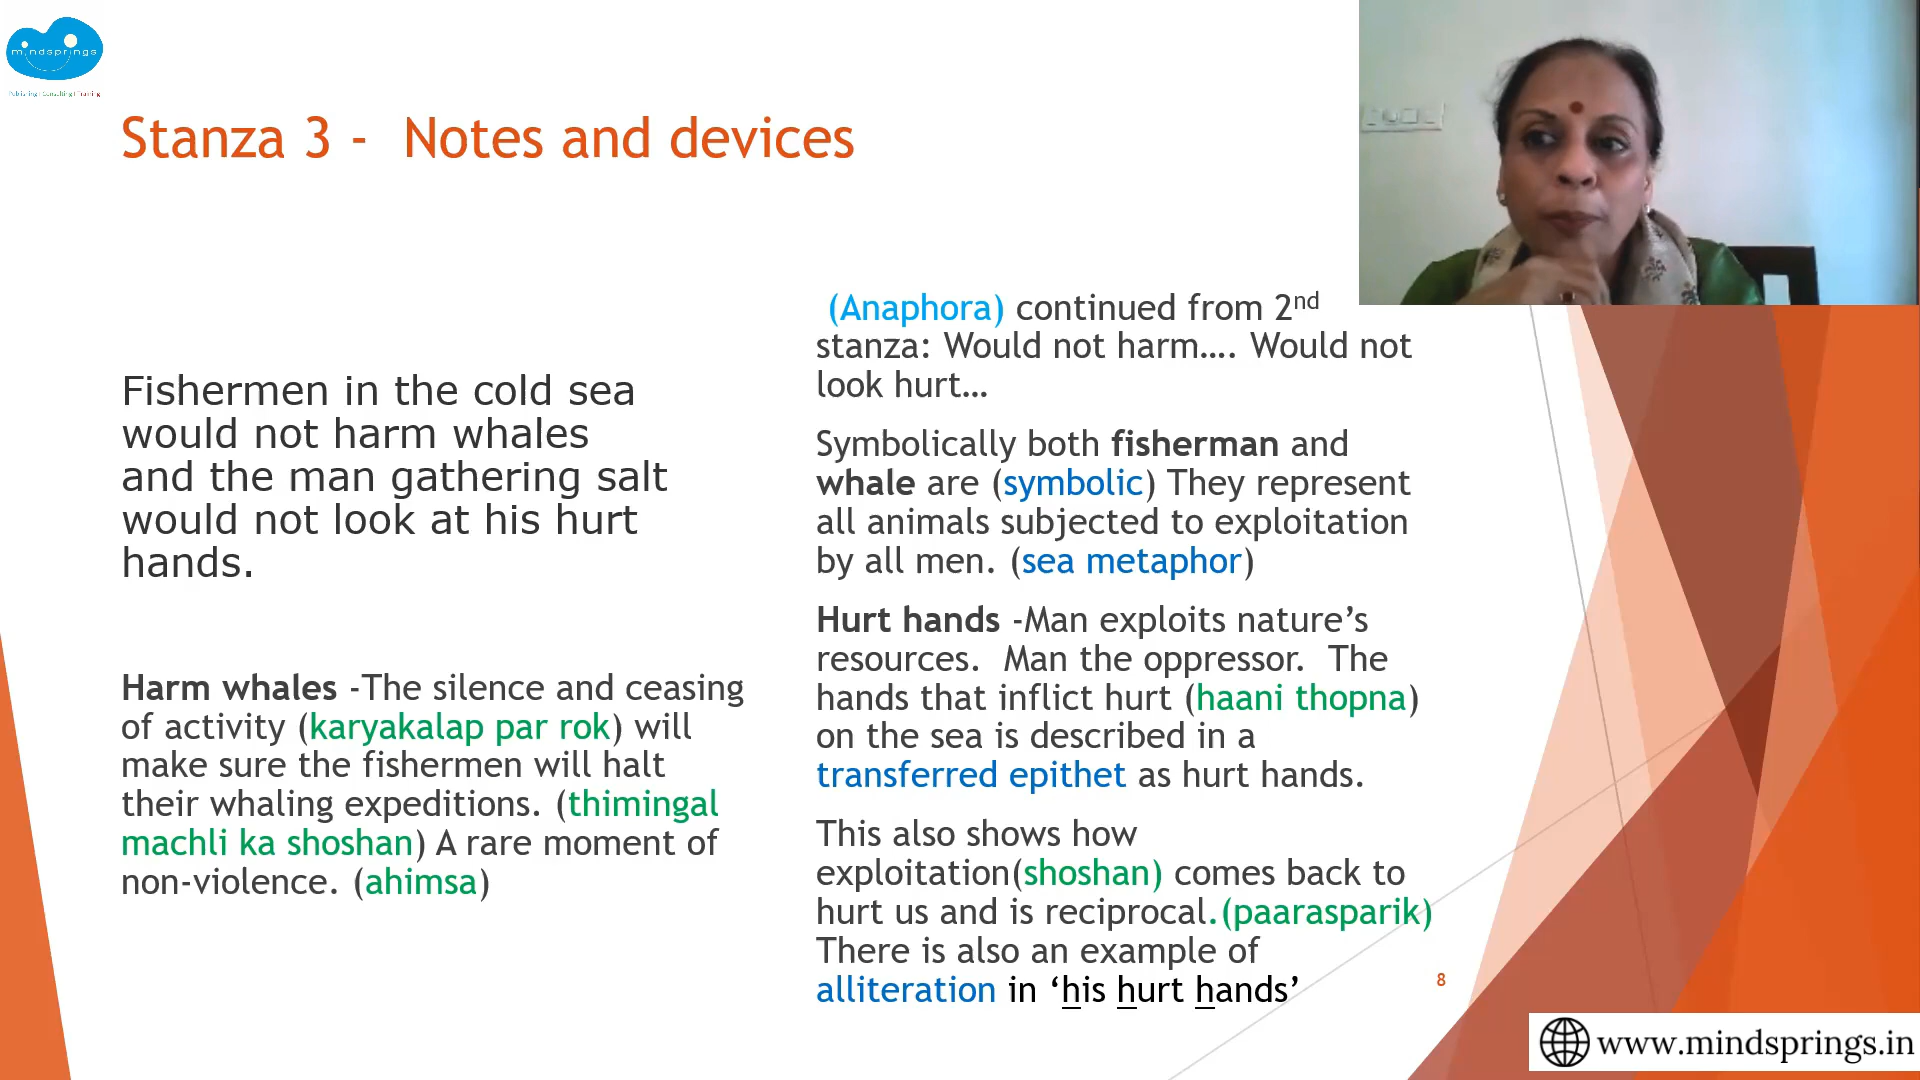 mindsprings
Publishing I Consulting I Training
Stanza 3 -  Notes and devices
Fishermen in the cold sea
would not harm whales
and the man gathering salt
would not look at his hurt
hands.
Harm whales -The silence and ceasing
of activity (karyakalap par rok) will
make sure the fishermen will halt
their whaling expeditions. (thimingal
machli ka shoshan) A rare moment of
non-violence. (ahimsa)
(Anaphora) continued from 2nd
stanza: Would not harm…. Would not
look hurt…
Symbolically both fisherman and
whale are (symbolic) They represent
all animals subjected to exploitation
by all men. (sea metaphor)
Hurt hands -Man exploits nature’s
resources.  Man the oppressor.  The
hands that inflict hurt (haani thopna)
on the sea is described in a
transferred epithet as hurt hands.
This also shows how
exploitation(shoshan) comes back to
hurt us and is reciprocal.(paarasparik)
There is also an example of
alliteration in ‘his hurt hands’
8
www.mindsprings.in